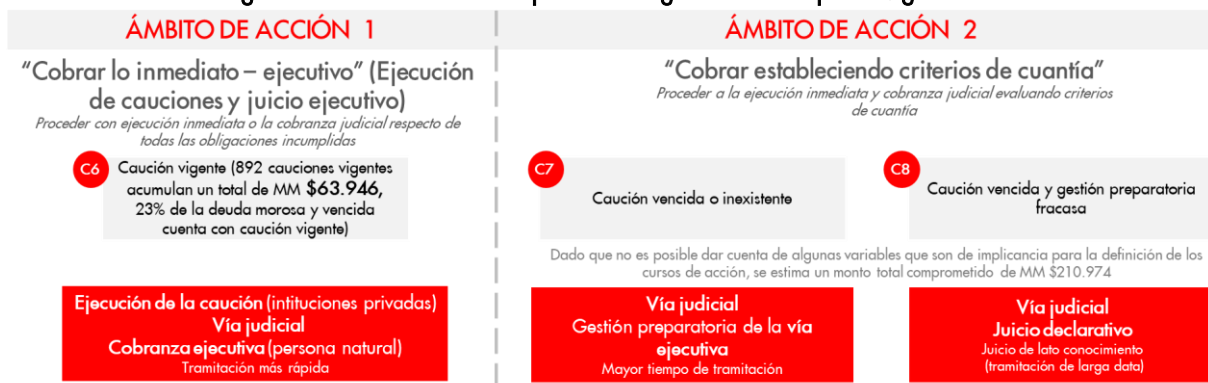 ÁMBITO DE ACCIÓN 1
“Cobrar lo inmediato – ejecutivo” (Ejecución
de cauciones y juicio ejecutivo)
Proceder con ejecución inmediata o la cobranza judicial respecto de
todas las obligaciones incumplidas
C6
Caución vigente (892 cauciones vigentes
acumulan un total de MM $63.946,
23% de la deuda morosa y vencida
cuenta con caución vigente)
Ejecución de la caución (intituciones privadas)
Vía judicial
Cobranza ejecutiva (persona natural)
Tramitación más rápida
ÁMBITO DE ACCIÓN 2
“Cobrar estableciendo criterios de cuantía”
Proceder a la ejecución inmediata y cobranza judicial evaluando criterios
de cuantía
C7
Caución vencida o inexistente
C8
Caución vencida y gestión preparatoria
fracasa
Dado que no es posible dar cuenta de algunas variables que son de implicancia para la definición de los
cursos de acción, se estima un monto total comprometido de MM $210.974
Vía judicial
Gestión preparatoria de la vía
ejecutiva
Mayor tiempo de tramitación
Vía judicial
Juicio declarativo
Juicio de lato conocimiento
(tramitación de larga data)